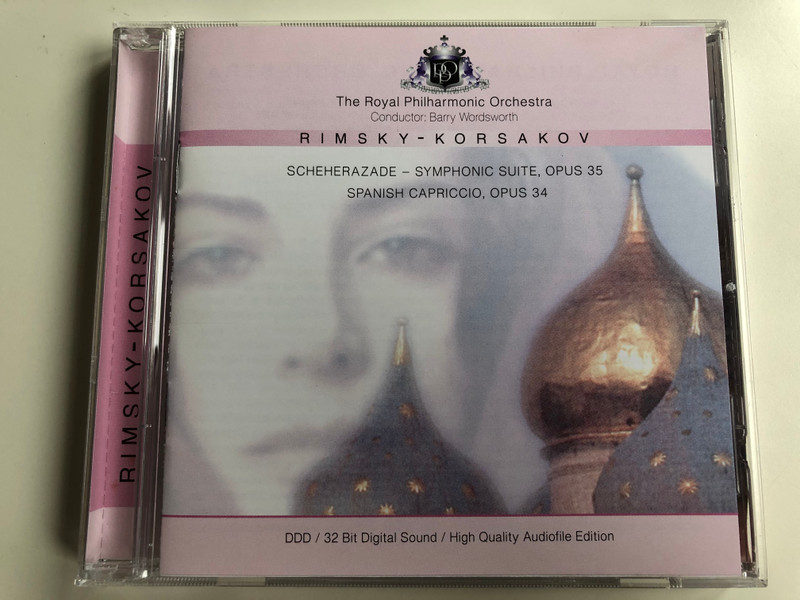 RPO
The Royal Philharmonic Orchestra
Conductor: Barry Wordsworth
RIMSKY-KORSAKOV
SCHEHERAZADE – SYMPHONIC SUITE, OPUS 35
SPANISH CAPRICCIO, OPUS 34
DDD / 32 Bit Digital Sound / High Quality Audiofile Edition
RIMSKY-KORSAKOV